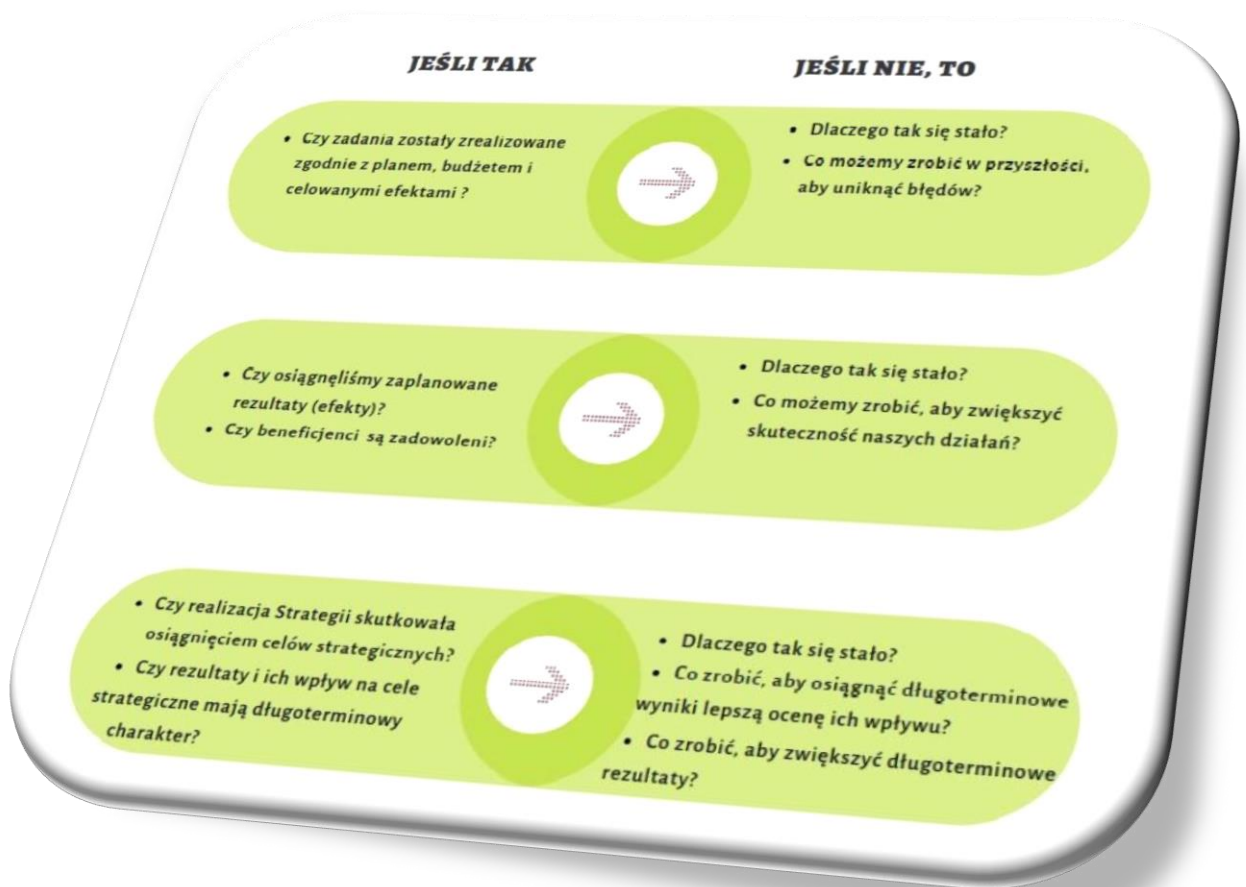 JEŚLI TAK
JEŚLI NIE, TO
• Czy zadania zostały zrealizowane
zgodnie z planem, budżetem i
celowanymi efektami ?
• Dlaczego tak się stało?
• Co możemy zrobić w przyszłości,
aby uniknąć błędów?
• Czy osiągnęliśmy zaplanowane
rezultaty (efekty)?
• Czy beneficjenci są zadowoleni?
• Dlaczego tak się stało?
• Co możemy zrobić, aby zwiększyć
skuteczność naszych działań?
• Czy realizacja Strategii skutkowała
osiągnięciem celów strategicznych?
• Czy rezultaty i ich wpływ na cele
strategiczne mają długoterminowy
charakter?
• Dlaczego tak się stało?
• Co zrobić, aby osiągnąć długoterminowe
wyniki lepszą ocenę ich wpływu?
• Co zrobić, aby zwiększyć długoterminowe
rezultaty?